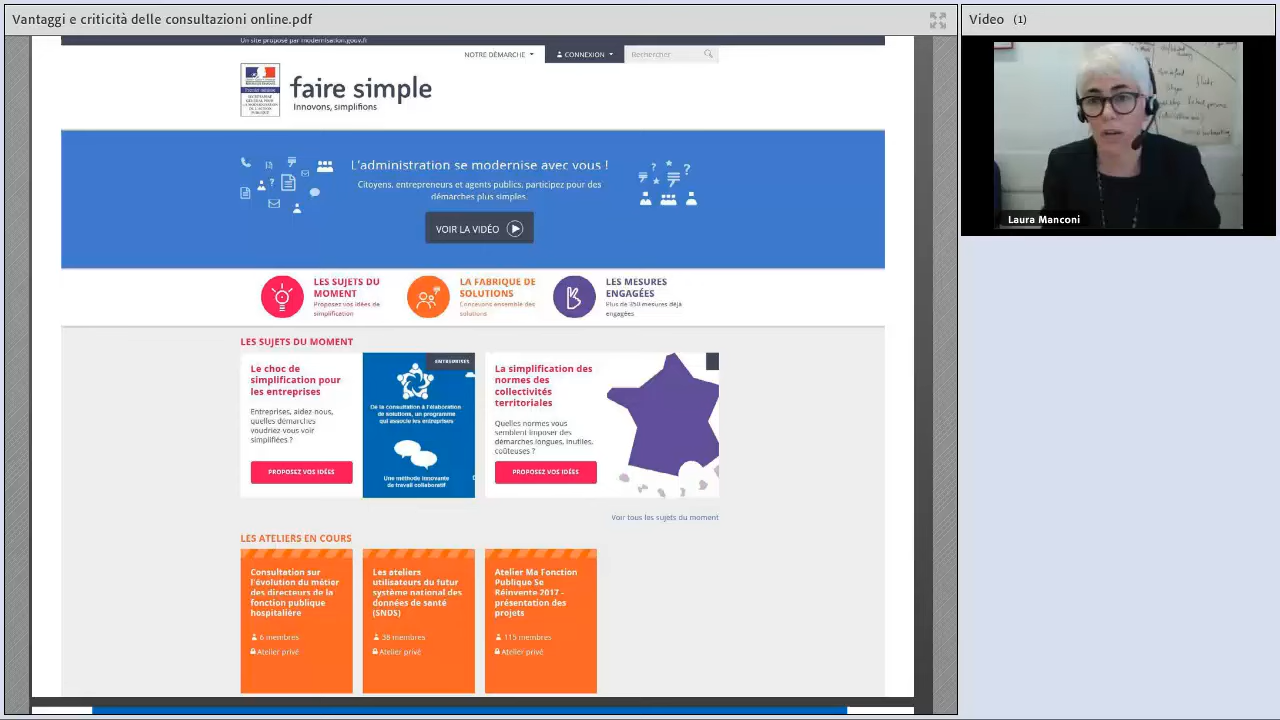 Vantaggi e criticità delle consultazioni online.pdf
Video (1)
Un site proposé par modernisation.gouv.fr
NOTRE DÉMARCHE
CONNEXION
Rechercher
faire simple
Innovons, simplifions
L'administration se modernise avec vous !
Citoyens, entrepreneurs et agents publics, participez pour des
démarches plus simples.
VOIR LA VIDÉO
Laura Manconi
LES SUJETS DU
MOMENT
Proposez vos idées de
simplification
LA FABRIQUE DE
SOLUTIONS
Concevons ensemble des
solutions
LES MESURES
ENGAGÉES
Plus de 350 mesures déjà
engagées
LES SUJETS DU MOMENT
Le choc de
simplification pour
les entreprises
Entreprises, aidez-nous,
quelles démarches
voudriez-vous voir
simplifiées ?
PROPOSEZ VOS IDÉES
ENTREPRISES
De la consultation à l'élaboration
de solutions, un programme
qui associe les entreprises
Une méthode innovante
de travail collaboratif
La simplification des
normes des
collectivités
territoriales
Quelles normes vous
semblent imposer des
démarches longues, inutiles,
coûteuses ?
PROPOSEZ VOS IDÉES
Voir tous les sujets du moment
LES ATELIERS EN COURS
Consultation sur
l'évolution du métier
des directeurs de la
fonction publique
hospitalière
6 membres
Atelier privé
Les ateliers
utilisateurs du futur
système national des
données de santé
(SNDS)
38 membres
Atelier privé
Atelier Ma Fonction
Publique Se
Réinvente 2017 -
présentation des
projets
115 membres
Atelier privé